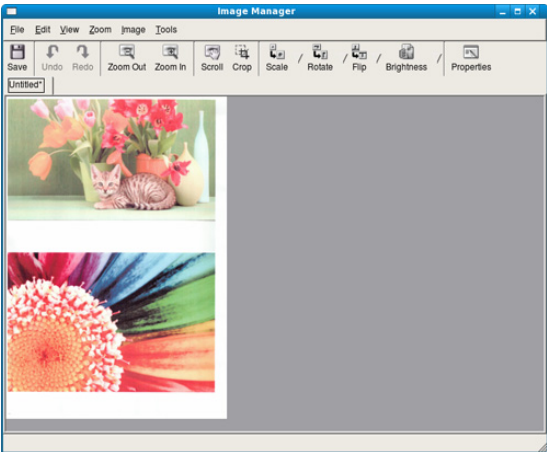 Image Manager
File Edit View Zoom Image Tools
Save Undo Redo Zoom Out Zoom In Scroll Crop Scale / Rotate / Flip / Brightness / Properties
Untitled*